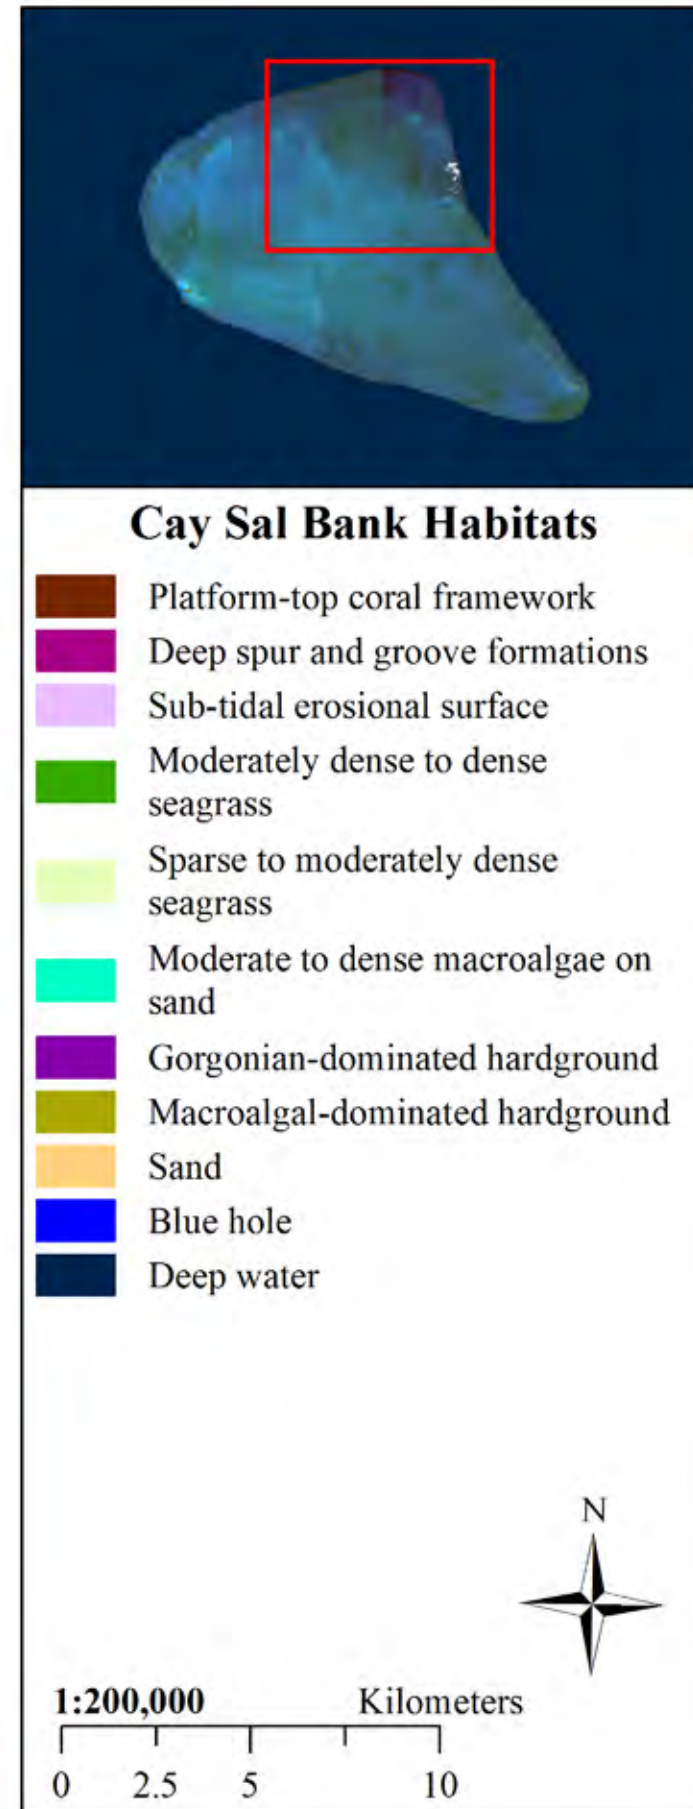 Cay Sal Bank Habitats
Platform-top coral framework
Deep spur and groove formations
Sub-tidal erosional surface
Moderately dense to dense
seagrass
Sparse to moderately dense
seagrass
Moderate to dense macroalgae on
sand
Gorgonian-dominated hardground
Macroalgal-dominated hardground
Sand
Blue hole
Deep water
N
1:200,000 Kilometers
0 2.5 5 10